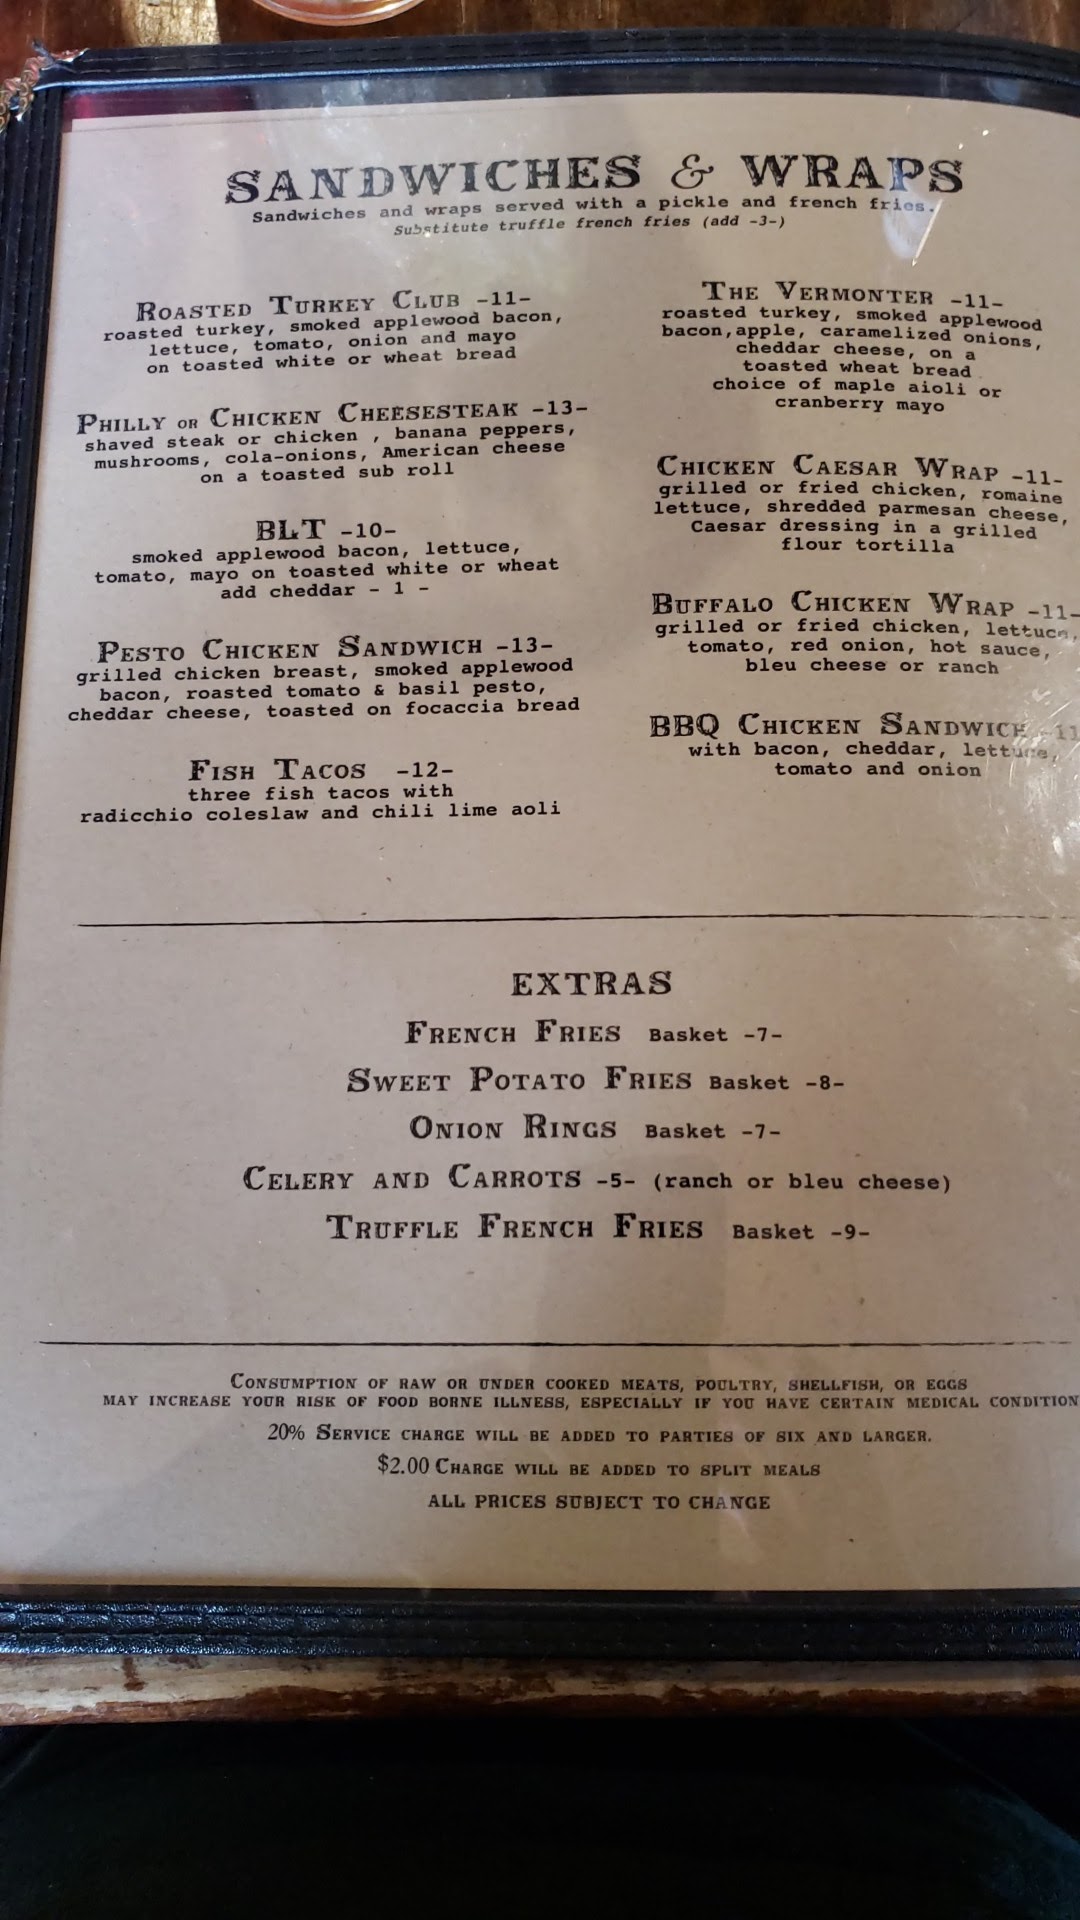 SANDWICHES & WRAPS
Sandwiches and wraps served with a pickle and french fries.
Substitute truffle french fries (add -3-)
ROASTED TURKEY CLUB -11-
roasted turkey, smoked applewood bacon,
lettuce, tomato, onion and mayo
on toasted white or wheat bread
PHILLY OR CHICKEN CHEESESTEAK -13-
shaved steak or chicken , banana peppers,
mushrooms, cola-onions, American cheese
on a toasted sub roll
BLT -10-
smoked applewood bacon, lettuce,
tomato, mayo on toasted white or wheat
add cheddar - 1 -
PESTO CHICKEN SANDWICH -13-
grilled chicken breast, smoked applewood
bacon, roasted tomato & basil pesto,
cheddar cheese, toasted on focaccia bread
FISH TACOS -12-
three fish tacos with
radicchio coleslaw and chili lime aoli
THE VERMONTER -11-
roasted turkey, smoked applewood
bacon,apple, caramelized onions,
cheddar cheese, on a
toasted wheat bread
choice of maple aioli or
cranberry mayo
CHICKEN CAESAR WRAP -11-
grilled or fried chicken, romaine
lettuce, shredded parmesan cheese,
Caesar dressing in a grilled
flour tortilla
BUFFALO CHICKEN WRAP -11-
grilled or fried chicken, lettuce,
tomato, red onion, hot sauce,
bleu cheese or ranch
BBQ CHICKEN SANDWICH -11
with bacon, cheddar, lettuce,
tomato and onion
EXTRAS
FRENCH FRIES Basket -7-
SWEET POTATO FRIES Basket -8-
ONION RINGS Basket -7-
CELERY AND CARROTS -5- (ranch or bleu cheese)
TRUFFLE FRENCH FRIES Basket -9-
CONSUMPTION OF RAW OR UNDER COOKED MEATS, POULTRY, SHELLFISH, OR EGGS
MAY INCREASE YOUR RISK OF FOOD BORNE ILLNESS, ESPECIALLY IF YOU HAVE CERTAIN MEDICAL CONDITION
20% SERVICE CHARGE WILL BE ADDED TO PARTIES OF SIX AND LARGER.
$2.00 CHARGE WILL BE ADDED TO SPLIT MEALS
ALL PRICES SUBJECT TO CHANGE